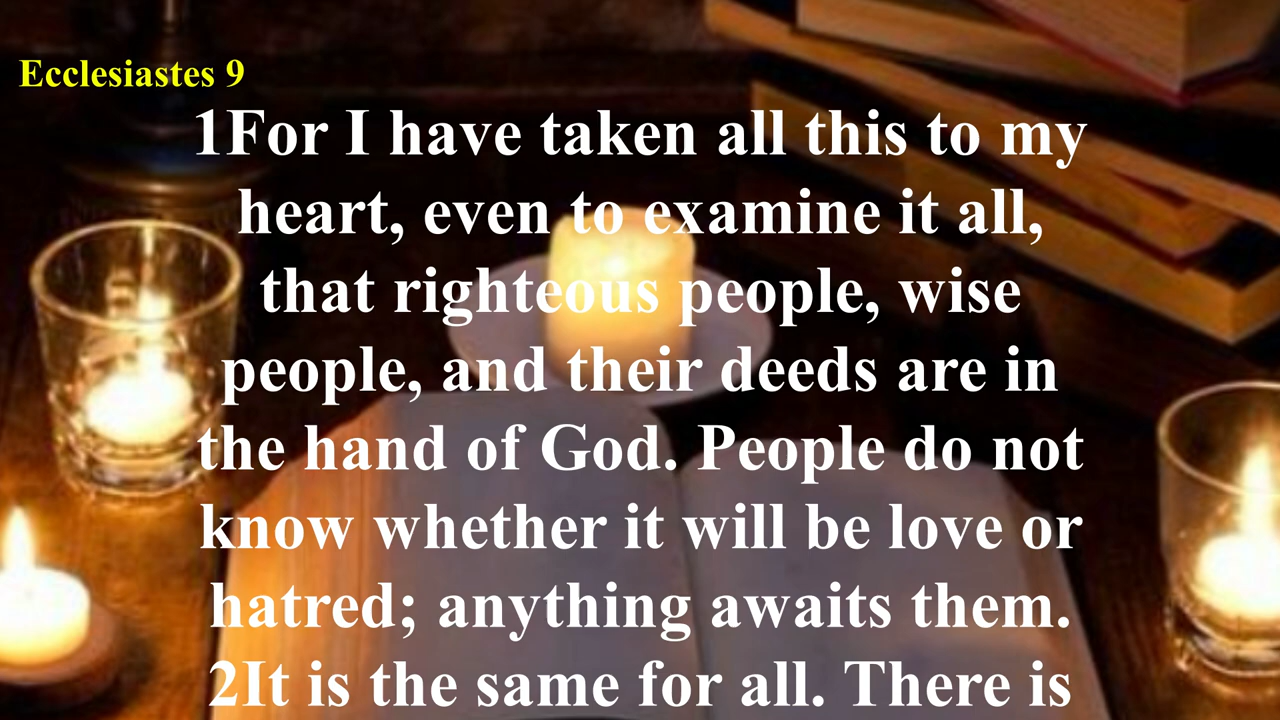 Ecclesiastes 9
1For I have taken all this to my
heart, even to examine it all,
that righteous people, wise
people, and their deeds are in
the hand of God. People do not
know whether it will be love or
hatred; anything awaits them.
2It is the same for all. There is